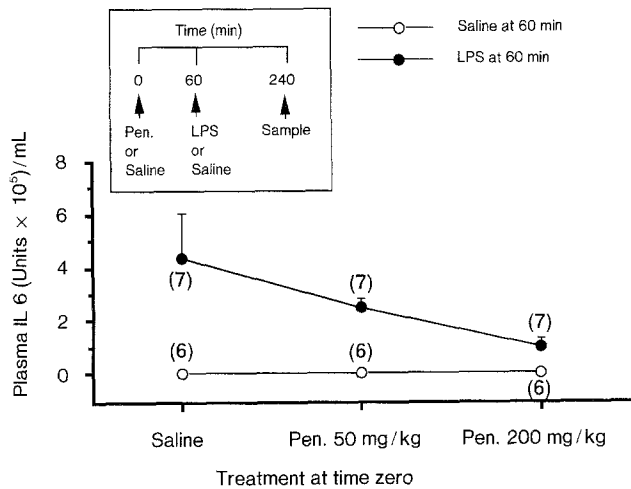 Time (min)
0 60 240
Pen. or Saline
LPS or Saline
Sample
Saline at 60 min
LPS at 60 min
Plasma IL 6 (Units × 10⁵)/mL
8
6
4
2
0
(7)
(7)
(7)
(6)
(6)
(6)
Saline Pen. 50 mg/kg Pen. 200 mg/kg
Treatment at time zero